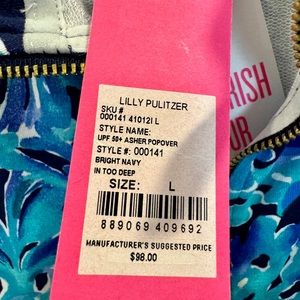 LILLY PULITZER
SKU #
000141 41012I L
STYLE NAME:
UPF 50+ ASHER POPOVER
STYLE #: 000141
BRIGHT NAVY
IN TOO DEEP
SIZE: L
889069 409692
MANUFACTURER'S SUGGESTED PRICE
$98.00